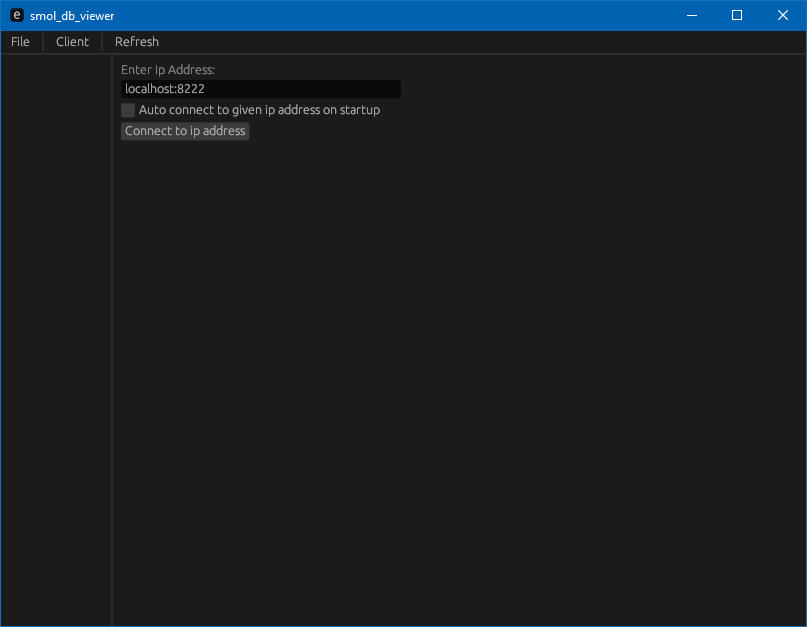 e smol_db_viewer
File Client Refresh
Enter Ip Address:
localhost:8222
Auto connect to given ip address on startup
Connect to ip address